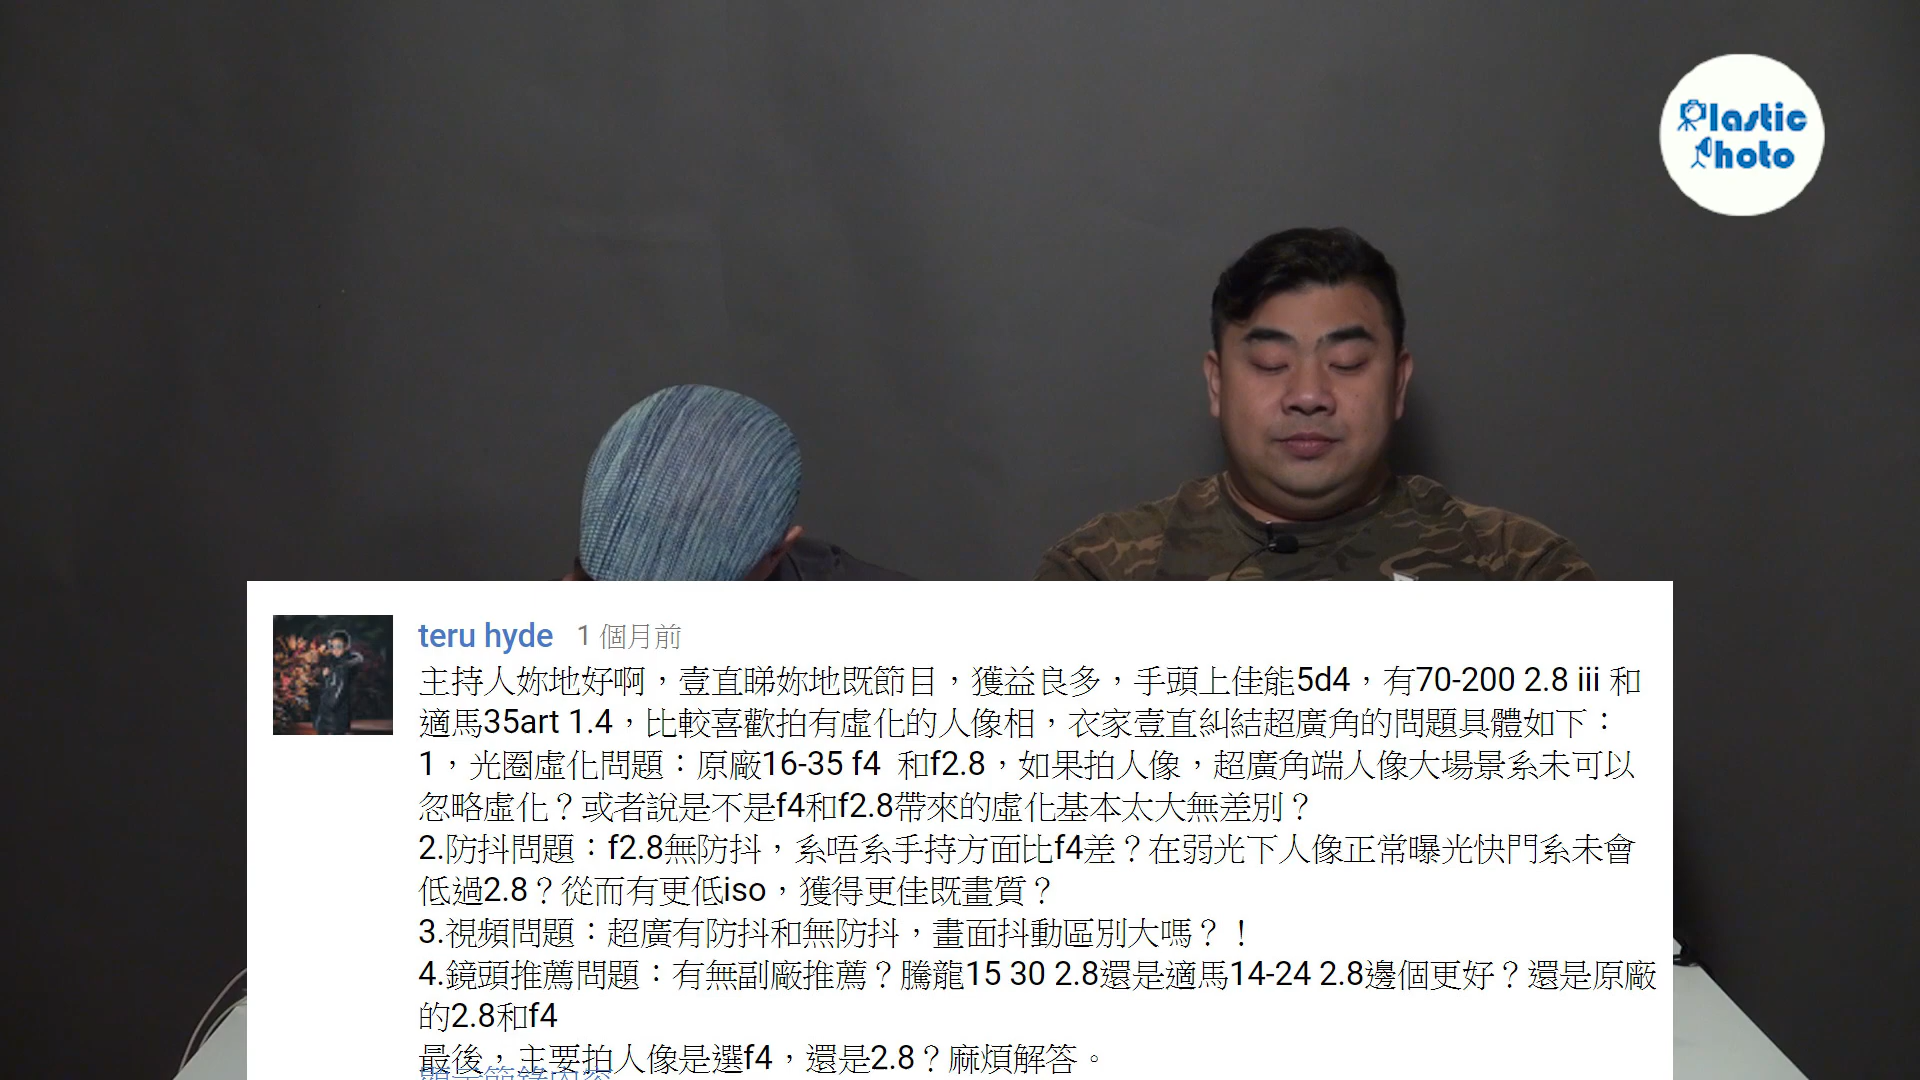 Plastic
Photo
teru hyde 1 個月前
主持人妳地好啊，壹直睇妳地既節目，獲益良多，手頭上佳能5d4，有70-200 2.8 iii 和
適馬35art 1.4，比較喜歡拍有虛化的人像相，衣家壹直糾結超廣角的問題具體如下：
1，光圈虛化問題：原廠16-35 f4 和f2.8，如果拍人像，超廣角端人像大場景系未可以
忽略虛化？或者說是不是f4和f2.8帶來的虛化基本太大無差別？
2.防抖問題：f2.8無防抖，系唔系手持方面比f4差？在弱光下人像正常曝光快門系未會
低過2.8？從而有更低iso，獲得更佳既畫質？
3.視頻問題：超廣有防抖和無防抖，畫面抖動區別大嗎？！
4.鏡頭推薦問題：有無副廠推薦？騰龍15 30 2.8還是適馬14-24 2.8邊個更好？還是原廠
的2.8和f4
最後，主要拍人像是選f4，還是2.8？麻煩解答。